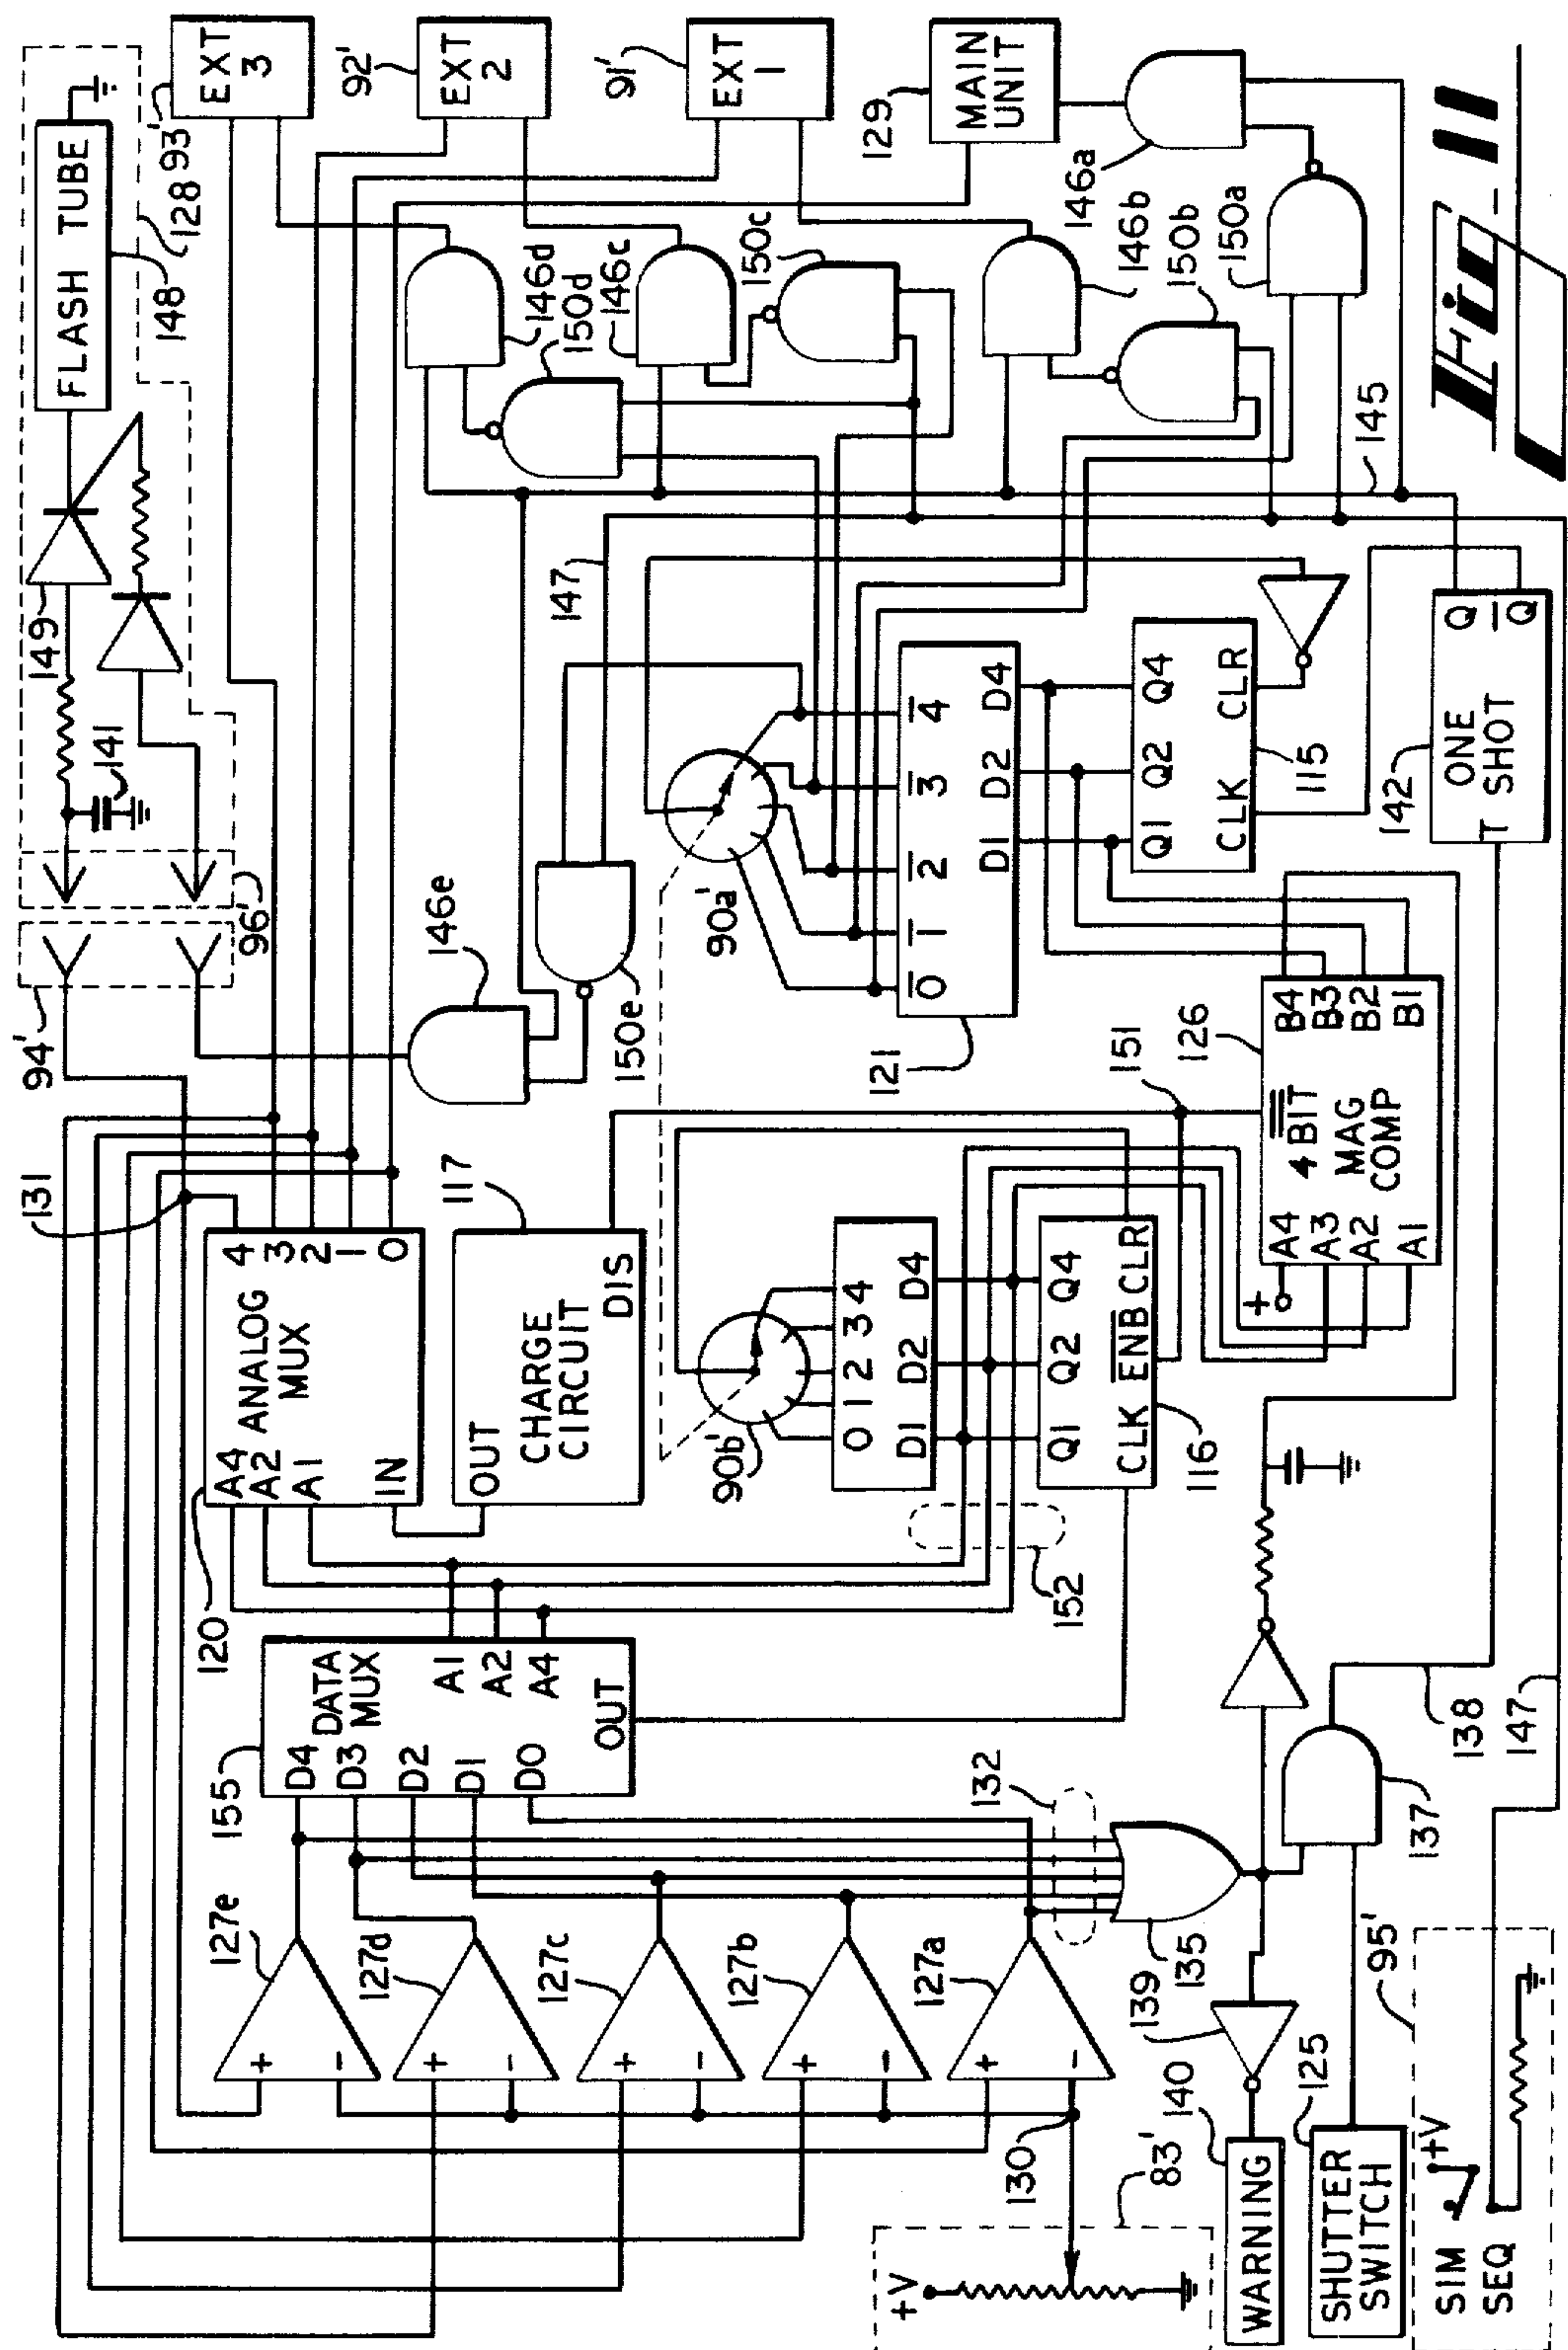 94'
131
120
155
127e
127d
127c
127b
127a
130
83'
+V
140
WARNING
125
SHUTTER
SWITCH
95'
+V
SIM
SEQ
139
135
132
137
138
147
DATA
MUX
D4
D3
D2
D1
D0
A1
A2
A4
OUT
ANALOG
MUX
A4
A2
A1
IN
4
3
2
1
0
117
CHARGE
CIRCUIT
OUT
DIS
90b'
0 1 2 3 4
D1 D2 D4
Q1 Q2 Q4
CLK ENB CLR
116
152
151
126
4 BIT
MAG
COMP
A4
A3
A2
A1
B4
B3
B2
B1
+
96'
141
149
148
128
FLASH TUBE
93'
EXT
3
92'
EXT
2
91'
EXT
1
129
MAIN
UNIT
146e
150e
147
90a'
0 1 2 3 4
D1 D2 D4
121
Q1 Q2 Q4
CLK CLR
115
142
ONE
SHOT
T
Q
Q
146d
150d
146c
150c
146b
150b
146a
150a
145
+
-
+
-
+
-
+
-
+
-
Fig-11